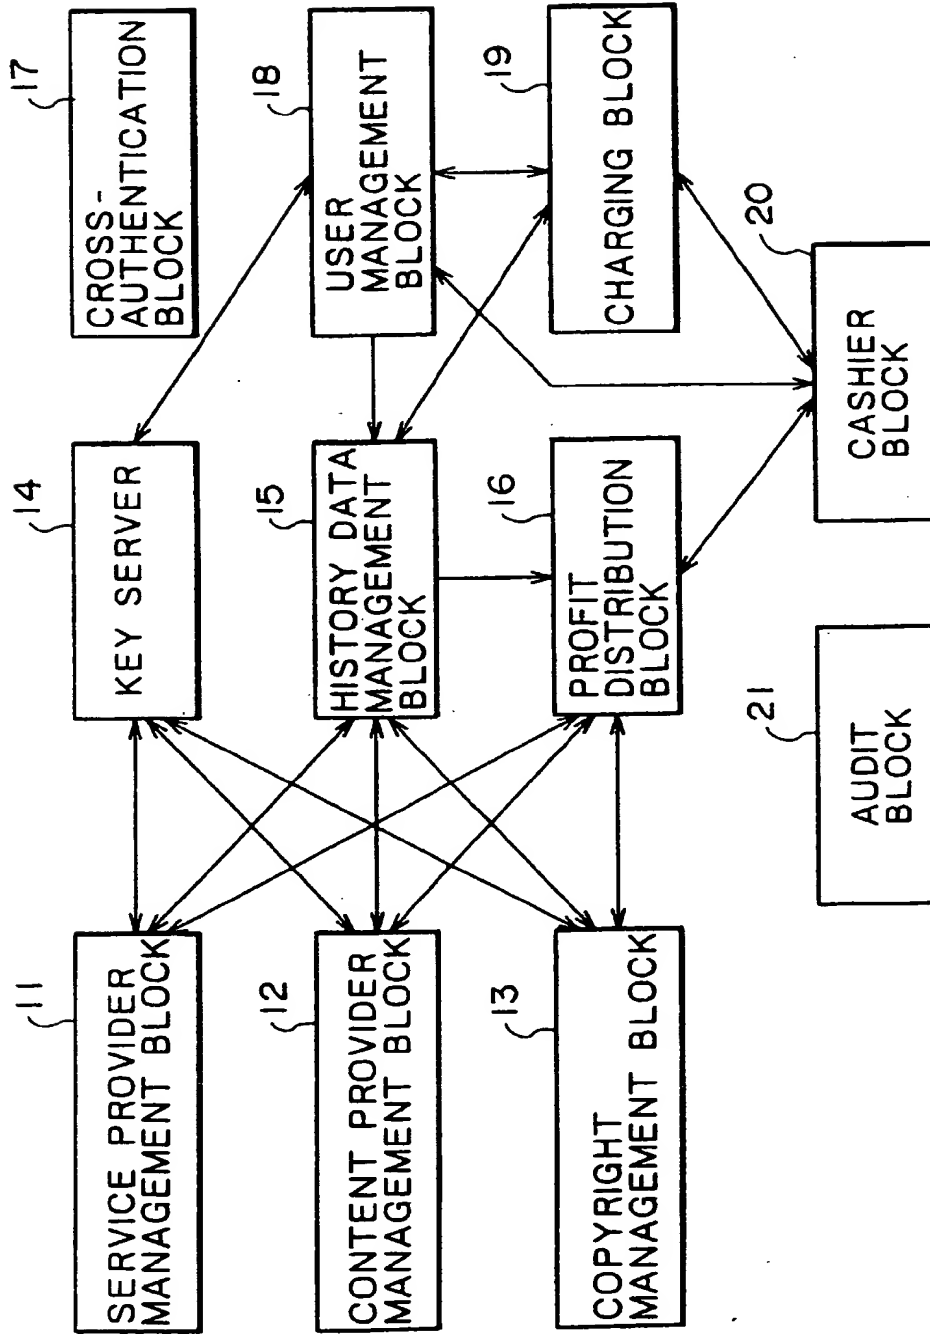 11
SERVICE PROVIDER
MANAGEMENT BLOCK
12
CONTENT PROVIDER
MANAGEMENT BLOCK
13
COPYRIGHT
MANAGEMENT BLOCK
14
KEY SERVER
15
HISTORY DATA
MANAGEMENT
BLOCK
16
PROFIT
DISTRIBUTION
BLOCK
17
CROSS-
AUTHENTICATION
BLOCK
18
USER
MANAGEMENT
BLOCK
19
CHARGING BLOCK
20
CASHIER
BLOCK
21
AUDIT
BLOCK